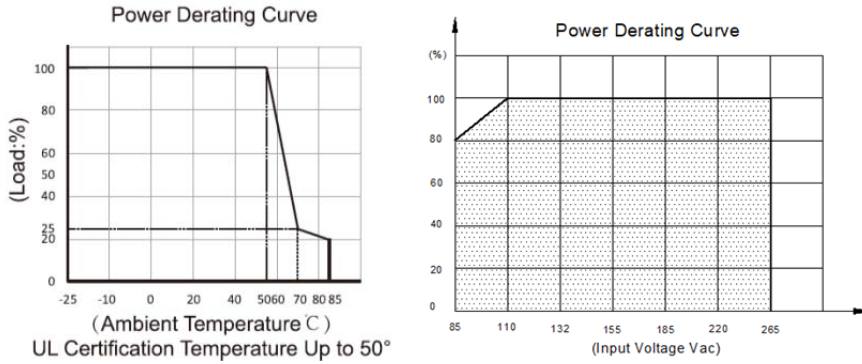 Power Derating Curve
(Load:%)
100
80
60
50
40
25
20
0
-25 -10 0 20 40 5060 70 80 85
(Ambient Temperature℃)
UL Certification Temperature Up to 50°
Power Derating Curve
(%)
100
80
60
40
20
0
85 110 132 155 185 220 265
(Input Voltage Vac)